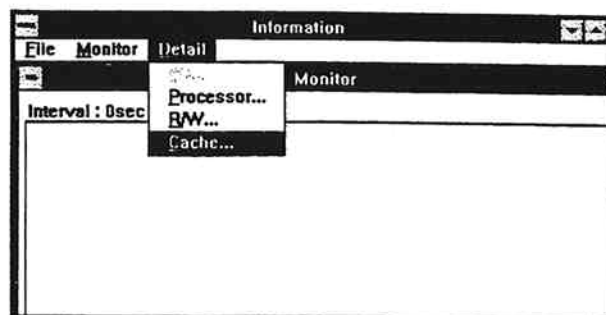 Information
File Monitor Detail
Monitor
Processor...
Interval : 0sec
R/W...
Cache...